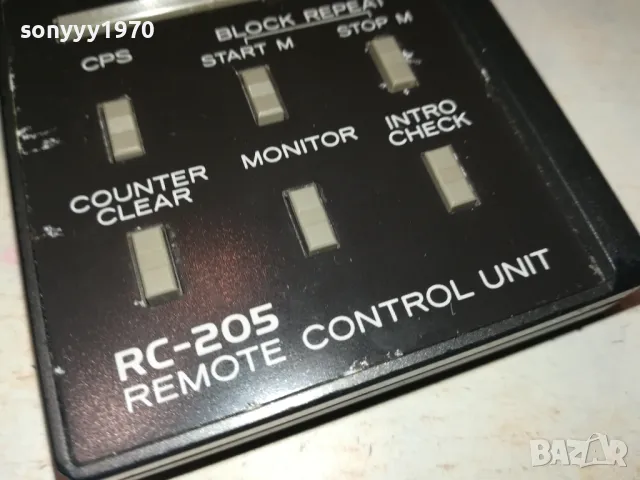 sonyyy1970
BLOCK REPEAT
CPS
START M
STOP M
COUNTER
CLEAR
MONITOR
INTRO
CHECK
RC-205
REMOTE CONTROL UNIT
BAZAR